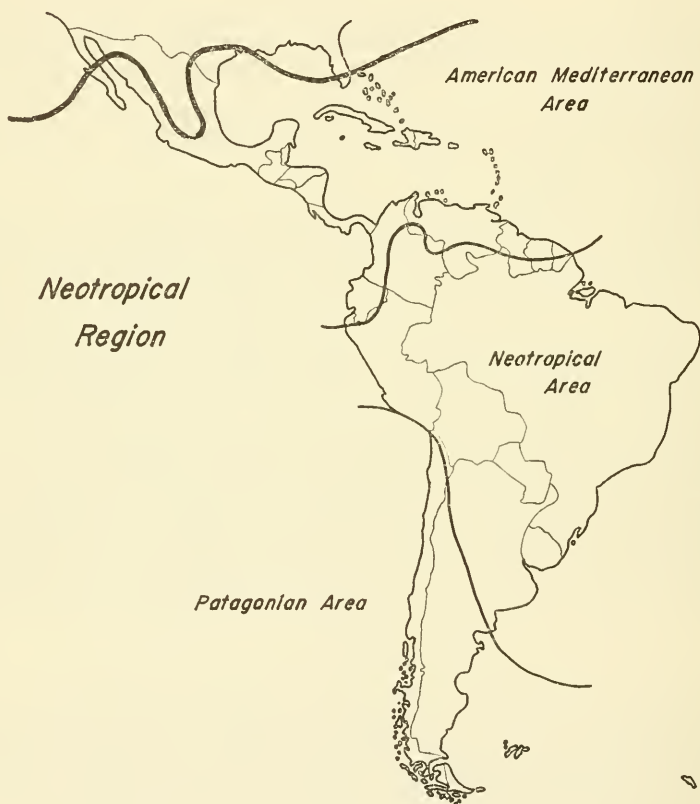 American Mediterranean
Area
Neotropical
Region
Neotropical
Area
Patagonian Area